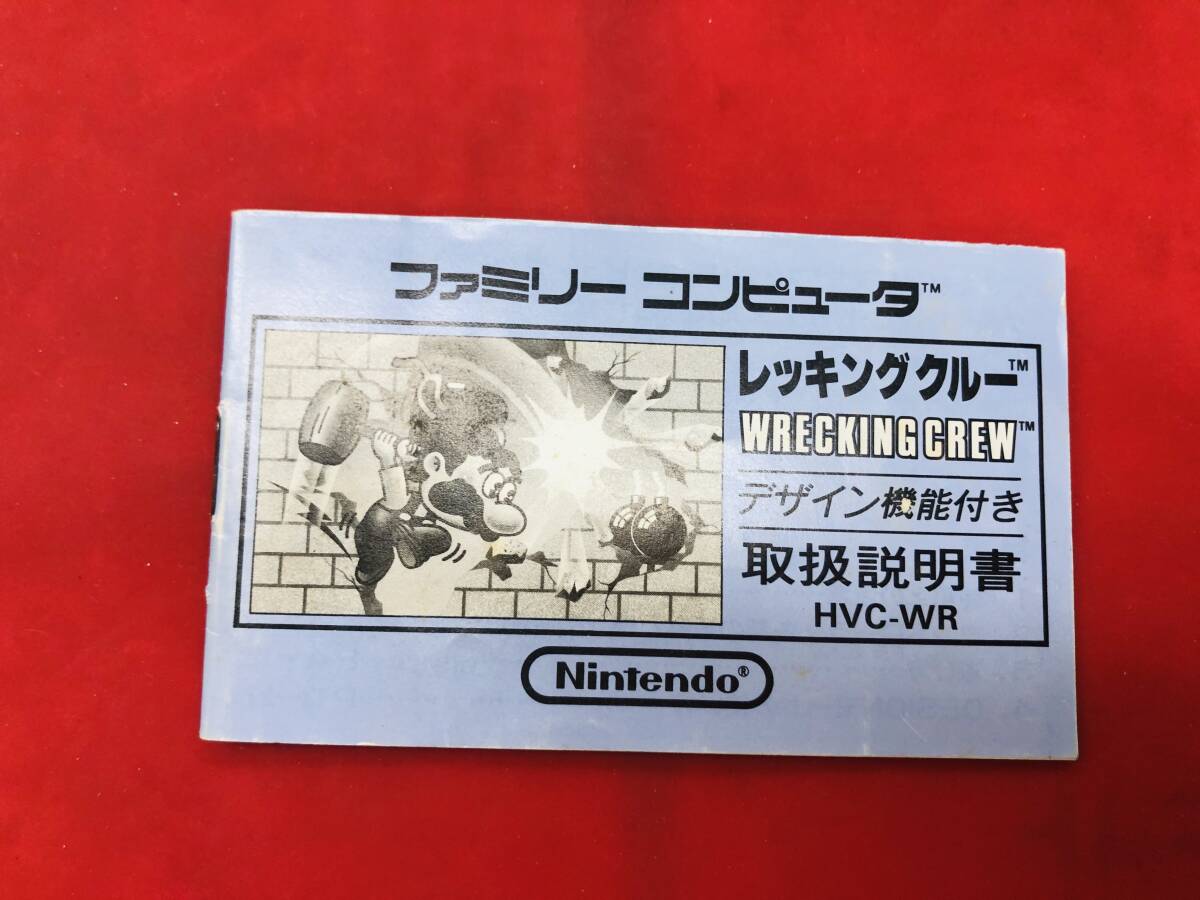 ファミリー コンピュータ™
レッキングクルー™
WRECKING CREW™
デザイン機能付き
取扱説明書
HVC-WR
Nintendo®